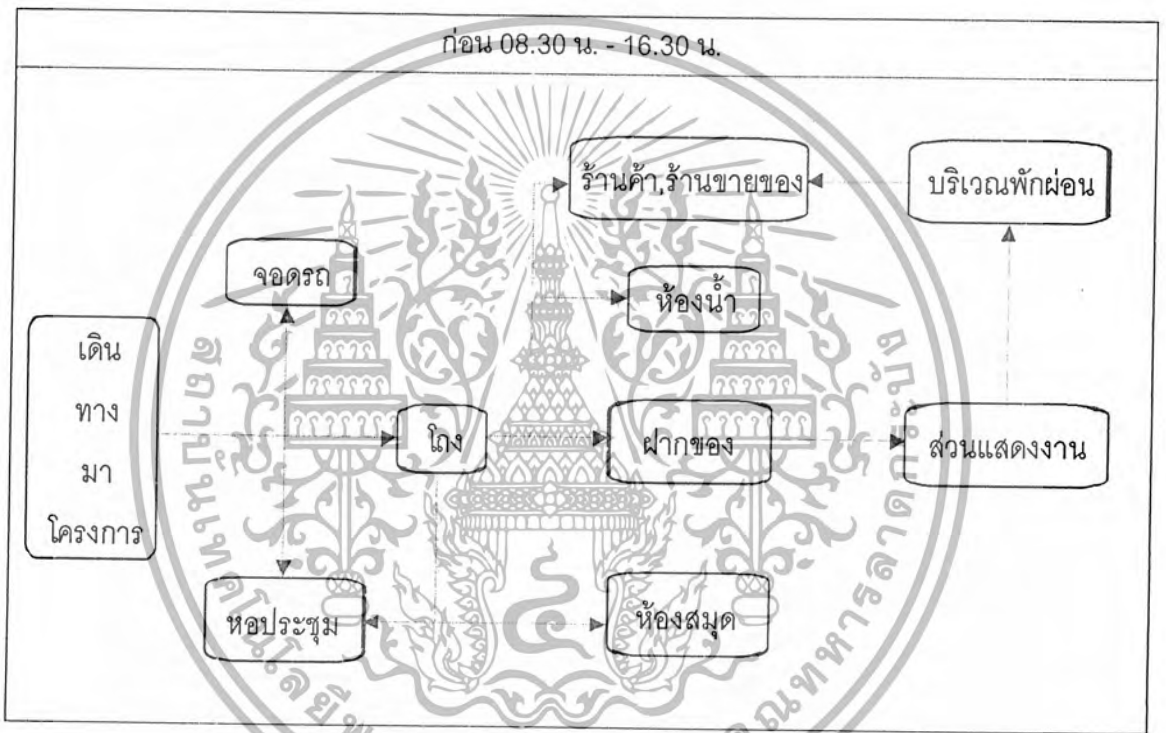 ก่อน 08.30 น. - 16.30 น.
ร้านค้า,ร้านขายของ
บริเวณพักผ่อน
จอดรถ
ห้องน้ำ
เดิน
ทาง
มา
โครงการ
โถง
ฝากของ
ส่วนแสดงงาน
หอประชุม
ห้องสมุด